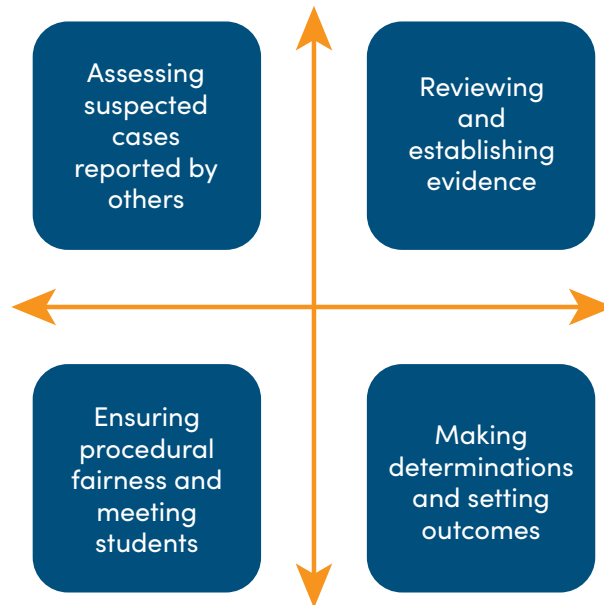 Assessing
suspected
cases
reported by
others
Reviewing
and
establishing
evidence
Ensuring
procedural
fairness and
meeting
students
Making
determinations
and setting
outcomes